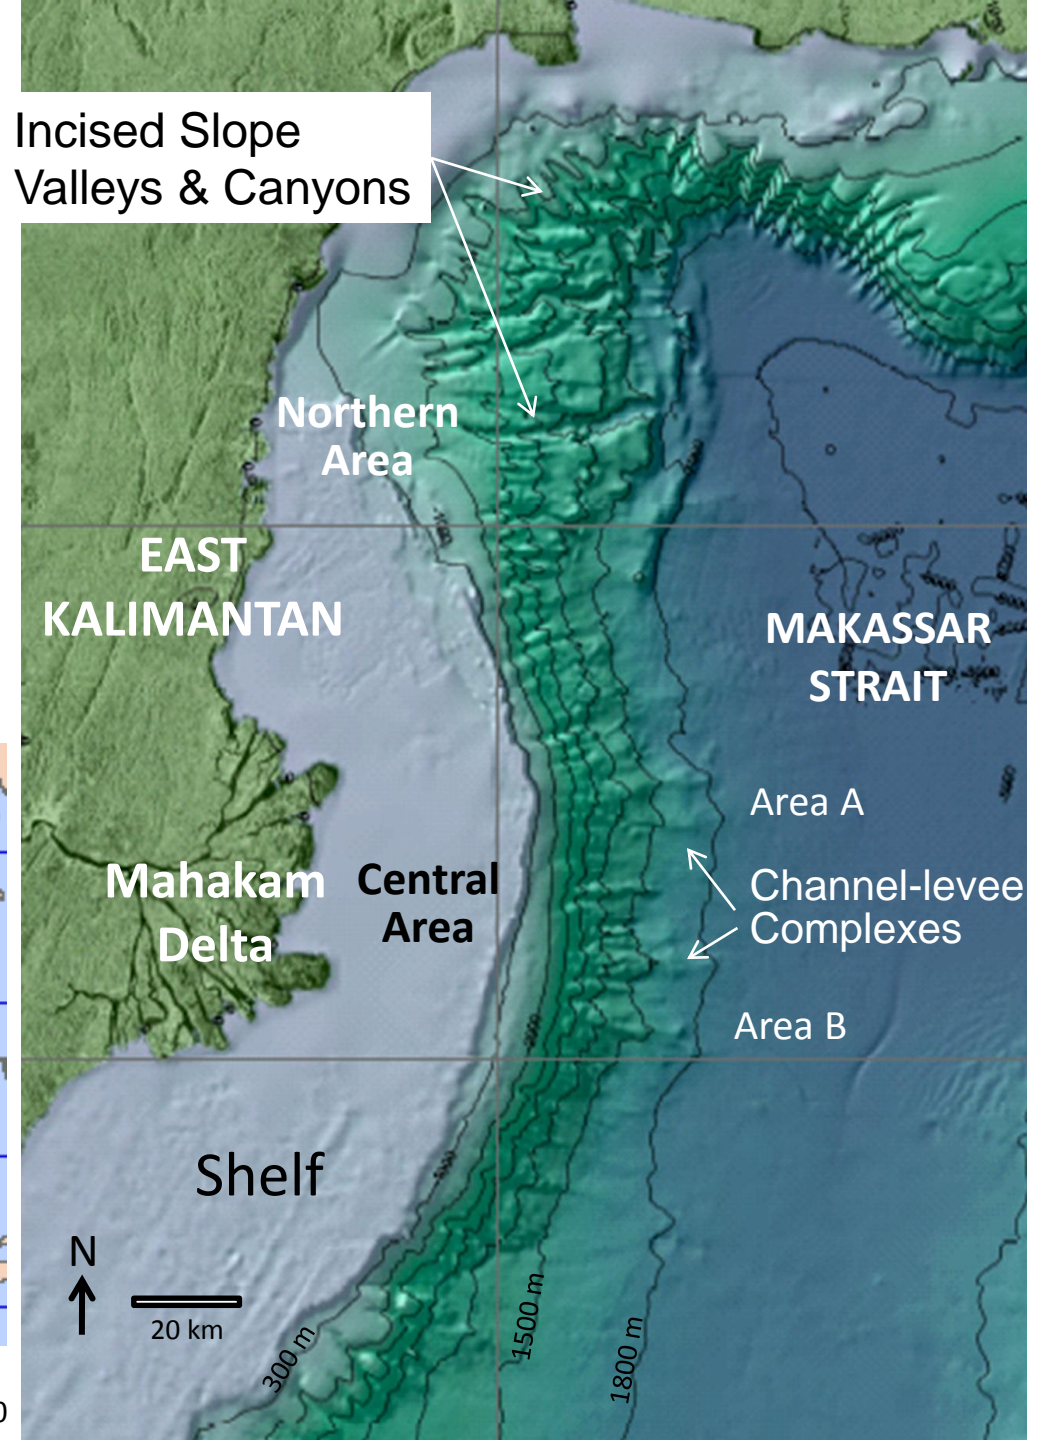 Incised Slope
Valleys & Canyons
Northern
Area
EAST
KALIMANTAN
MAKASSAR
STRAIT
Area A
Mahakam
Delta
Central
Area
Channel-levee
Complexes
Area B
Shelf
N
20 km
300 m
1500 m
1800 m